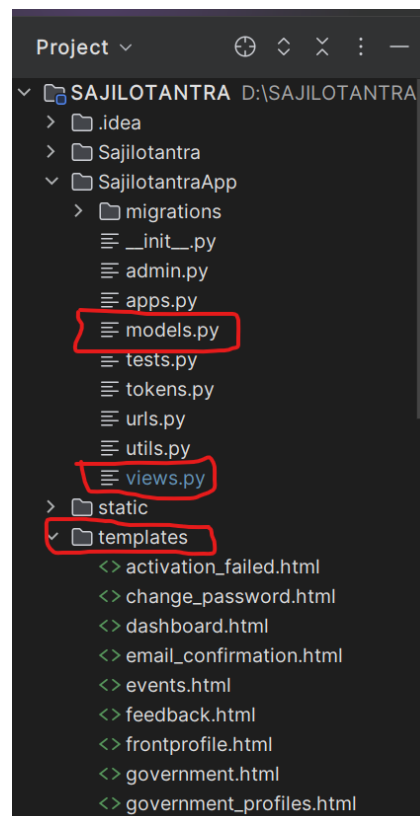 Project
SAJILOTANTRA D:\SAJILOTANTRA
.idea
Sajilotantra
SajilotantraApp
migrations
__init__.py
admin.py
apps.py
models.py
tests.py
tokens.py
urls.py
utils.py
views.py
static
templates
<> activation_failed.html
<> change_password.html
<> dashboard.html
<> email_confirmation.html
<> events.html
<> feedback.html
<> frontprofile.html
<> government.html
<> government_profiles.html